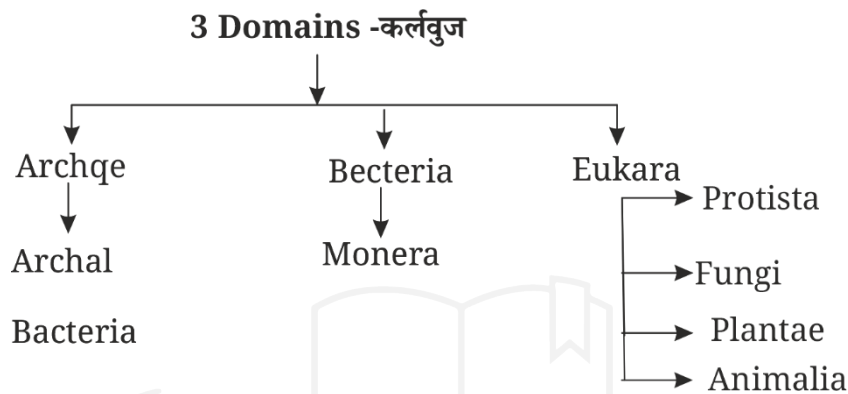 3 Domains -कर्लवुज
Archqe
Becteria
Eukara
Archal
Bacteria
Monera
Protista
Fungi
Plantae
Animalia